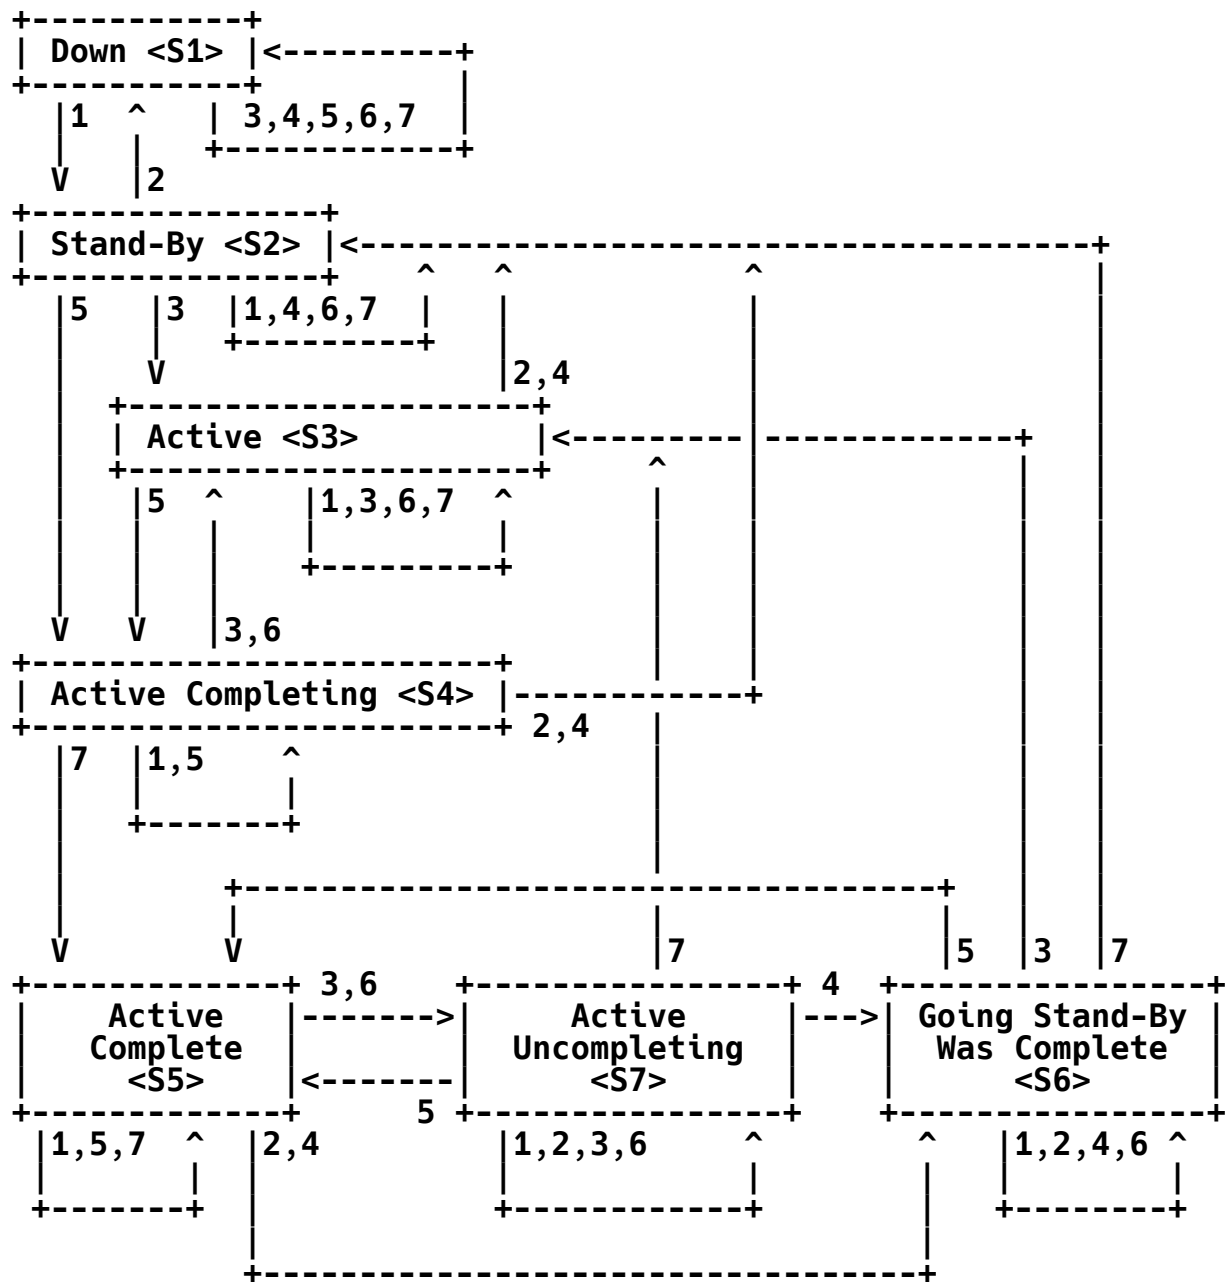 Down <S1>
1 3,4,5,6,7
2
Stand-By <S2>
5 3 1,4,6,7
2,4
Active <S3>
5 1,3,6,7
3,6
Active Completing <S4>
2,4
7 1,5
7 5 3 7
3,6 4
Active Active Going Stand-By
Complete Uncompleting Was Complete
<S5> <S7> <S6>
5
1,5,7 2,4 1,2,3,6 1,2,4,6